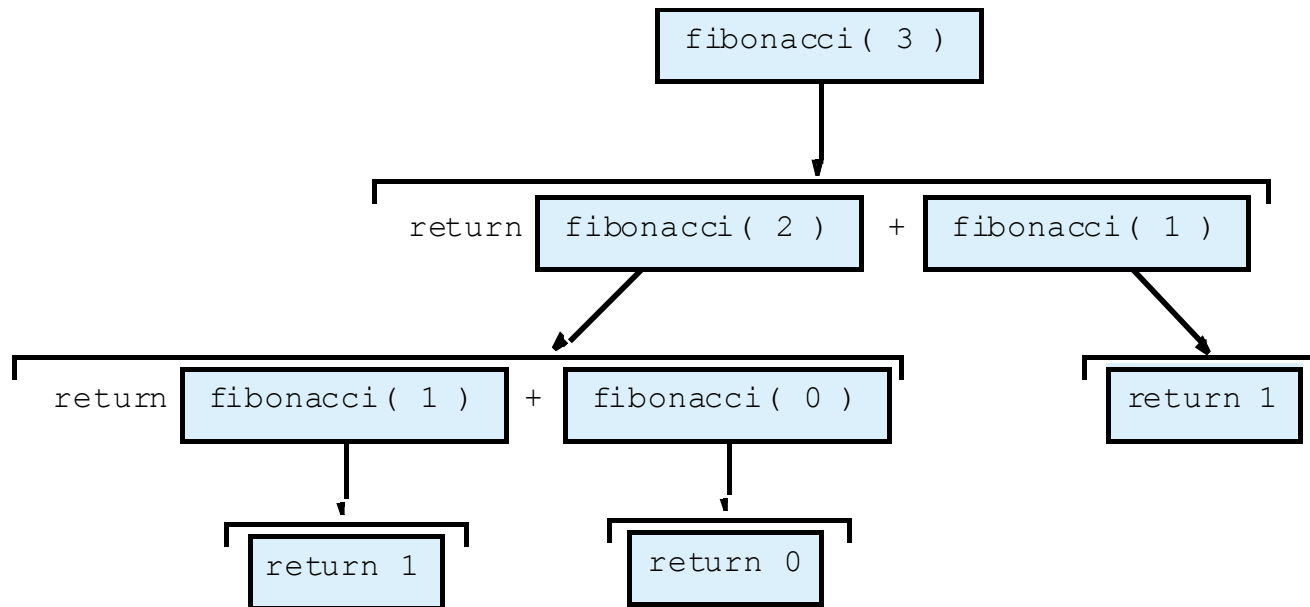 fibonacci( 3 )
return fibonacci( 2 ) + fibonacci( 1 )
return fibonacci( 1 ) + fibonacci( 0 ) return 1
return 1 return 0